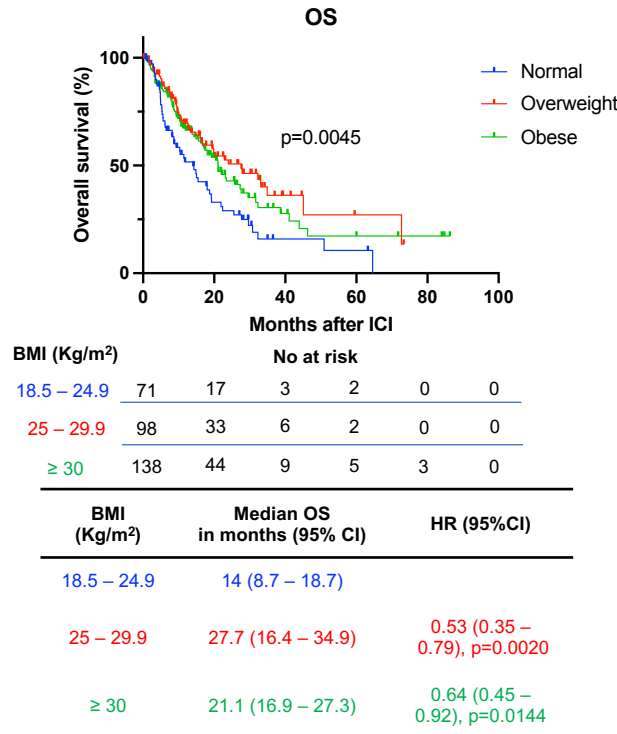 OS
Overall survival (%)
100
50
0
p=0.0045
Normal
Overweight
Obese
0 20 40 60 80 100
Months after ICI
BMI (Kg/m²)
No at risk
18.5 – 24.9 71 17 3 2 0 0
25 – 29.9 98 33 6 2 0 0
≥ 30 138 44 9 5 3 0
BMI
(Kg/m²)
Median OS
in months (95% CI)
HR (95%CI)
18.5 – 24.9 14 (8.7 – 18.7)
25 – 29.9 27.7 (16.4 – 34.9) 0.53 (0.35 –
0.79), p=0.0020
≥ 30 21.1 (16.9 – 27.3) 0.64 (0.45 –
0.92), p=0.0144